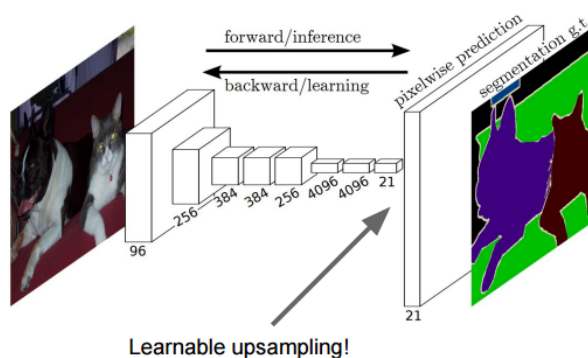 forward/inference
backward/learning
pixelwise prediction
segmentation g.t.
96
256
384
384
256
4096
4096
21
21
Learnable upsampling!